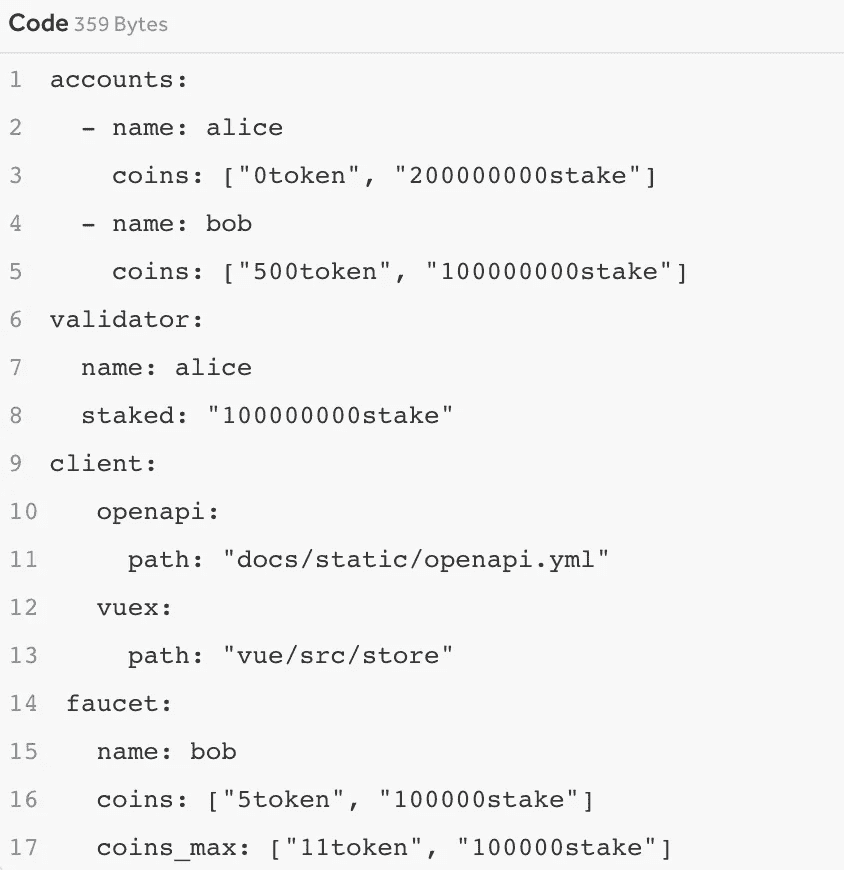 Code 359 Bytes
1 accounts:
2   - name: alice
3     coins: ["0token", "200000000stake"]
4   - name: bob
5     coins: ["500token", "100000000stake"]
6 validator:
7   name: alice
8   staked: "100000000stake"
9 client:
10    openapi:
11      path: "docs/static/openapi.yml"
12    vuex:
13      path: "vue/src/store"
14  faucet:
15    name: bob
16    coins: ["5token", "100000stake"]
17    coins_max: ["11token", "100000stake"]